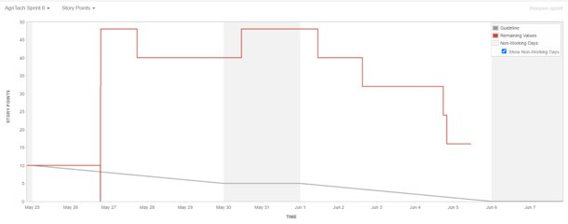 AgriTech Sprint 6 Story Points Reopen sprint
50
45
40
35
30
25
20
15
10
5
0
STORY POINTS
Guideline
Remaining Values
Non-Working Days
Show Non-Working Days
May 25 May 26 May 27 May 28 May 29 May 30 May 31 Jun 1 Jun 2 Jun 3 Jun 4 Jun 5 Jun 6 Jun 7
TIME